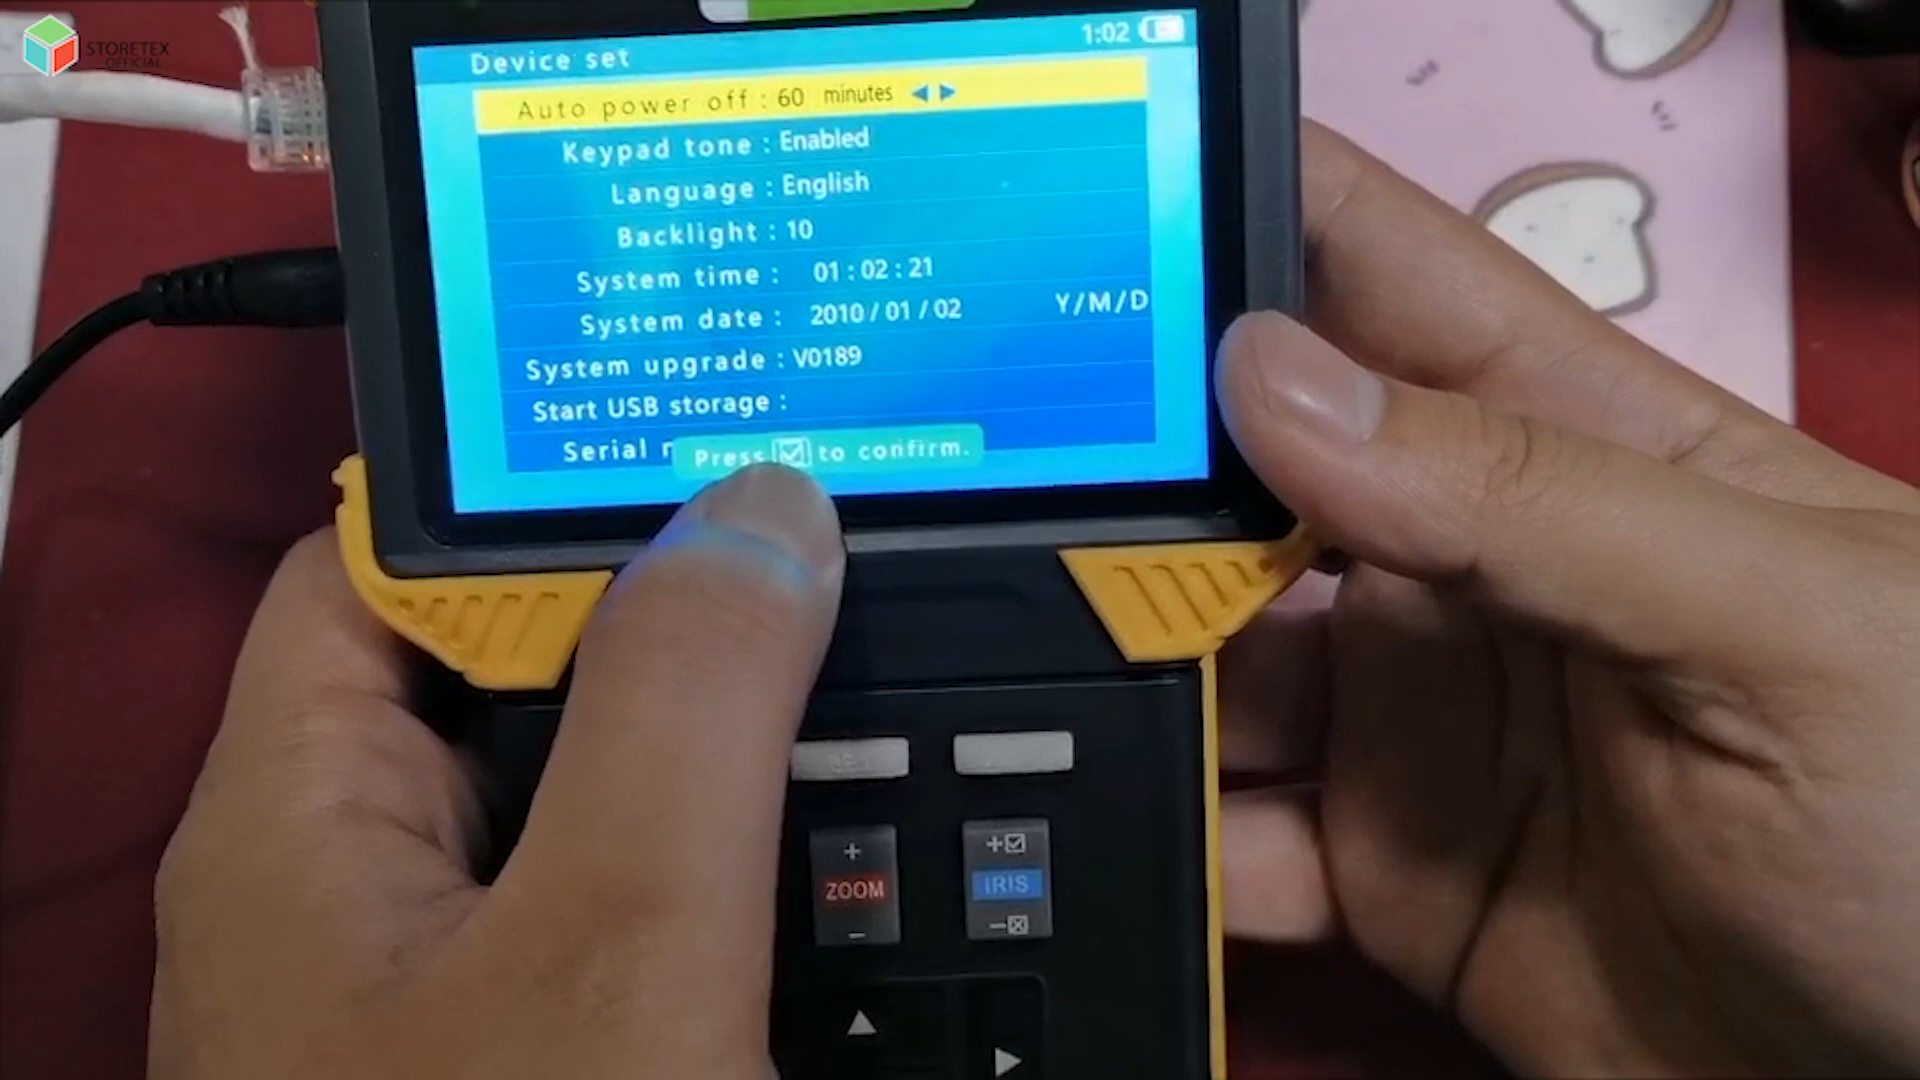 STORETEX
OFFICIAL
Device set
1:02
Auto power off : 60 minutes
Keypad tone : Enabled
Language : English
Backlight : 10
System time : 01 : 02 : 21
System date : 2010 / 01 / 02 Y/M/D
System upgrade : V0189
Start USB storage :
Serial
Press to confirm.
SET
+
ZOOM
-
+
IRIS
-